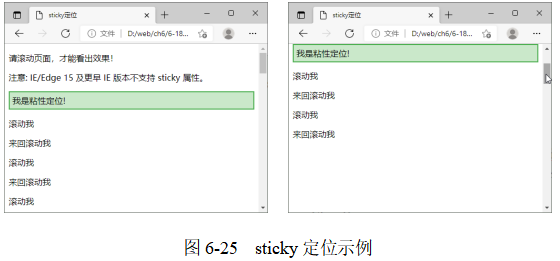 sticky定位
文件 D:/web/ch6/6-18...
请滚动页面，才能看出效果！
注意: IE/Edge 15 及更早 IE 版本不支持 sticky 属性。
我是粘性定位!
滚动我
来回滚动我
滚动我
来回滚动我
滚动我
sticky定位
文件 D:/web/ch6/6-18...
我是粘性定位!
滚动我
来回滚动我
滚动我
来回滚动我
图 6-25 sticky 定位示例